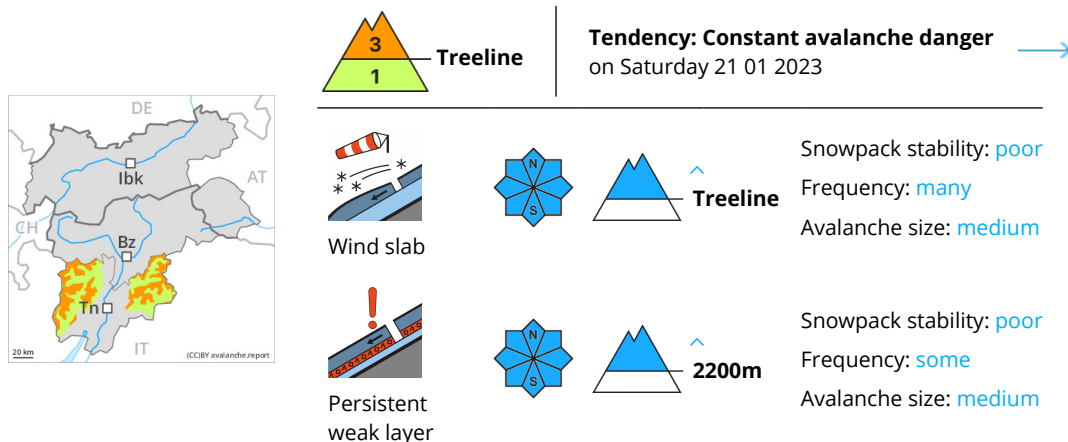 3
1
Treeline
Tendency: Constant avalanche danger
on Saturday 21 01 2023
DE
Ibk
AT
CH
Bz
Tn
IT
20 km
(CC)BY avalanche.report
Wind slab
N
S
Treeline
Snowpack stability: poor
Frequency: many
Avalanche size: medium
Persistent
weak layer
N
S
2200m
Snowpack stability: poor
Frequency: some
Avalanche size: medium